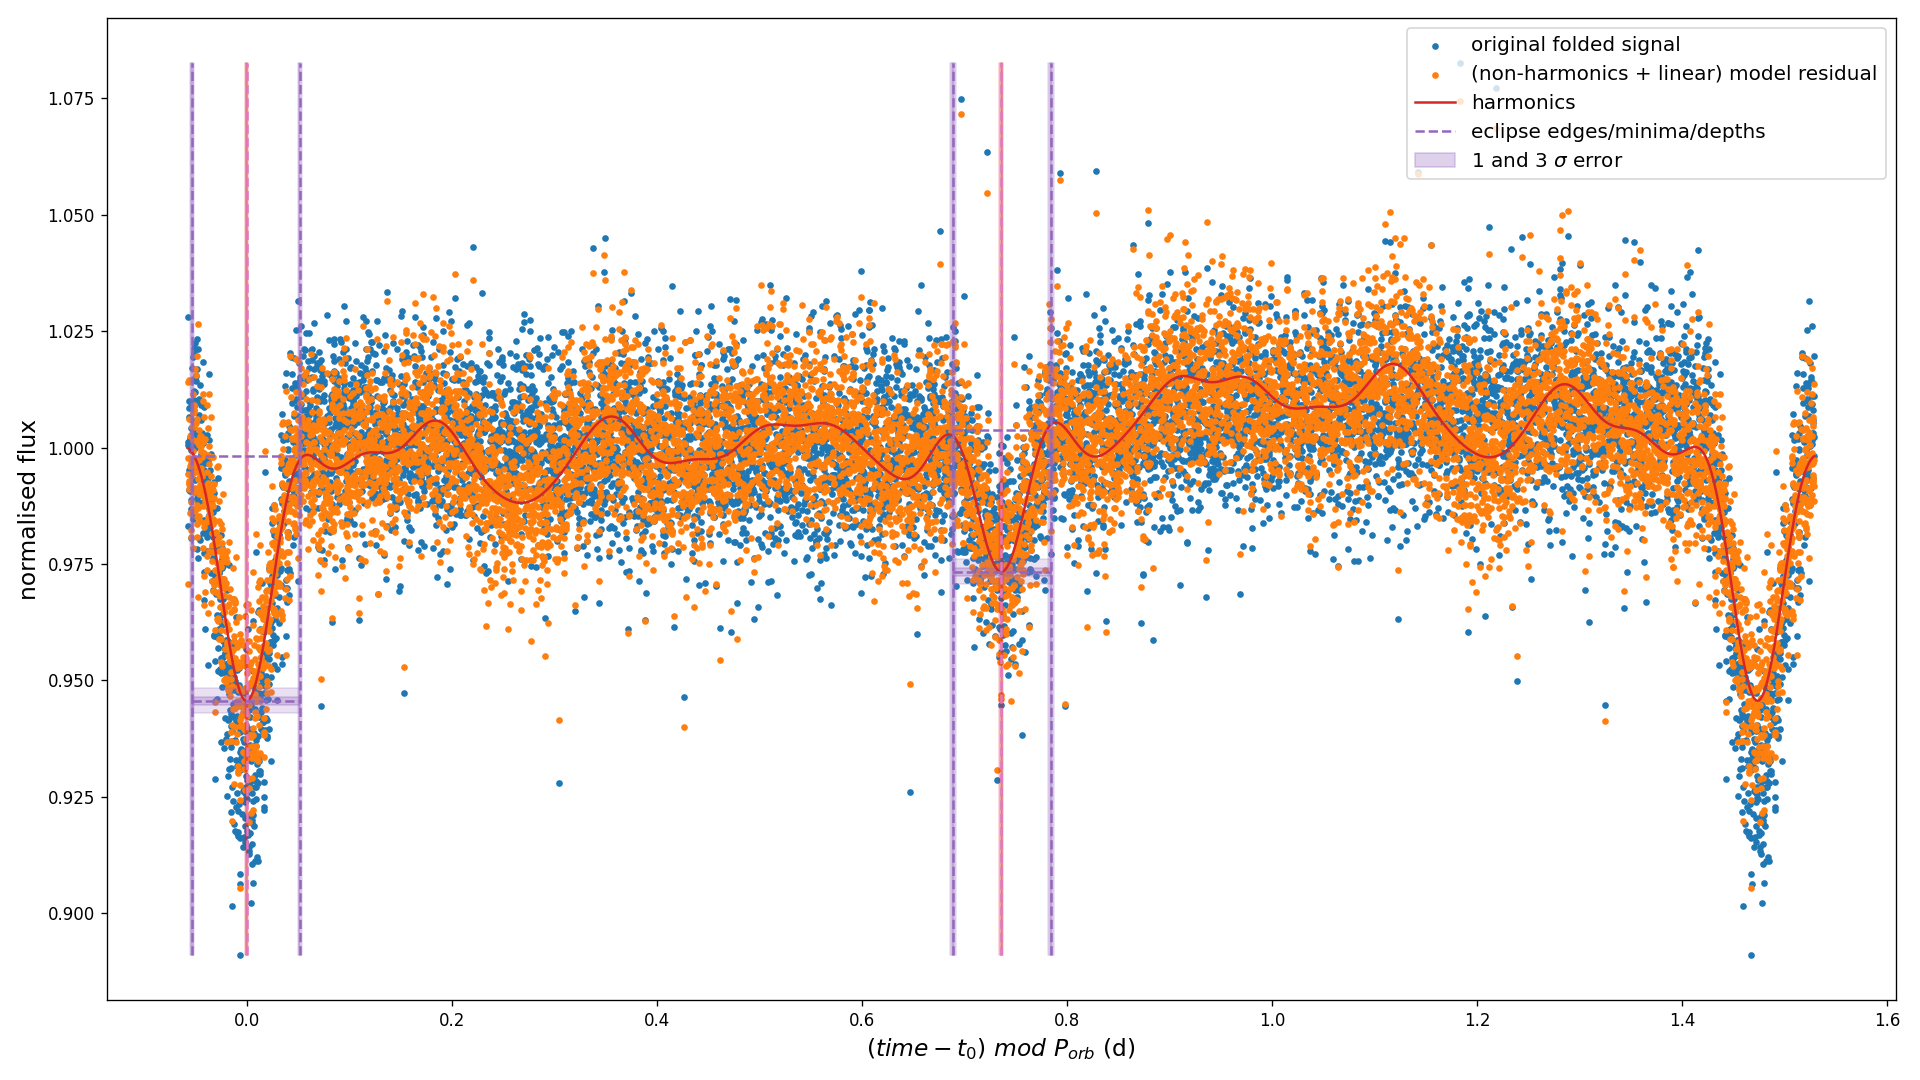 original folded signal
(non-harmonics + linear) model residual
harmonics
eclipse edges/minima/depths
1 and 3 σ error
normalised flux
1.075
1.050
1.025
1.000
0.975
0.950
0.925
0.900
0.0 0.2 0.4 0.6 0.8 1.0 1.2 1.4 1.6
(time − t₀) mod Pₒᵣb (d)